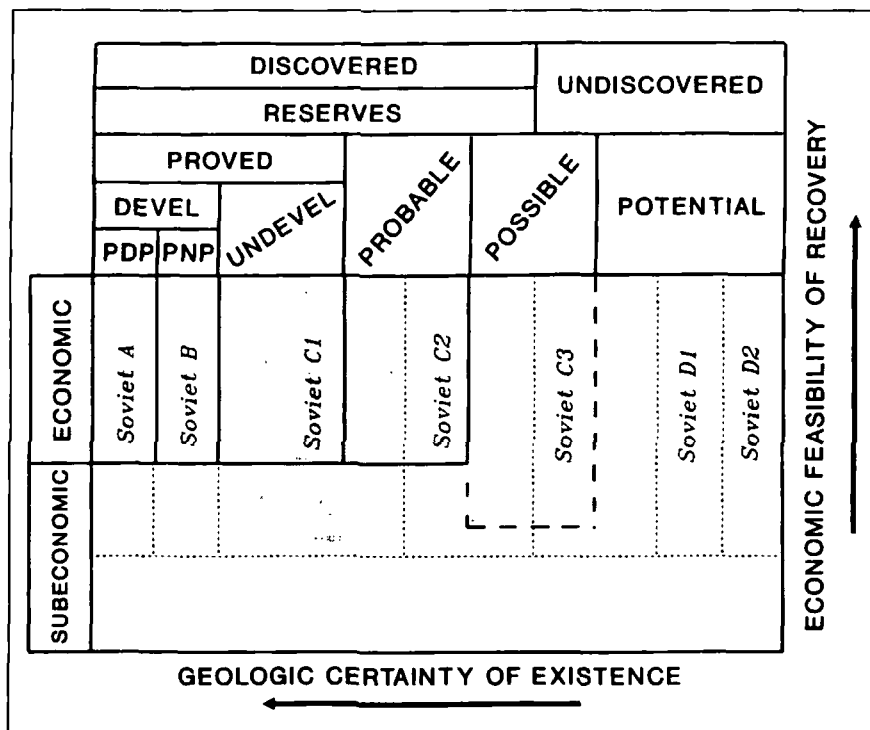 DISCOVERED
UNDISCOVERED
RESERVES
PROVED
PROBABLE
POSSIBLE
POTENTIAL
DEVEL
UNDEVEL
PDP
PNP
ECONOMIC
Soviet A
Soviet B
Soviet C1
Soviet C2
Soviet C3
Soviet D1
Soviet D2
SUBECONOMIC
ECONOMIC FEASIBILITY OF RECOVERY
GEOLOGIC CERTAINTY OF EXISTENCE